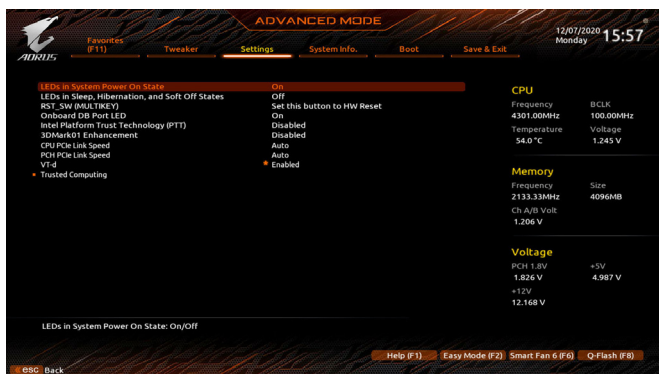 ADVANCED MODE
AORUS
Favorites
(F11)
Tweaker
Settings
System Info.
Boot
Save & Exit
12/07/2020
Monday
15:57
LEDs in System Power On State On
LEDs in Sleep, Hibernation, and Soft Off States Off
RST_SW (MULTIKEY) Set this button to HW Reset
Onboard DB Port LED On
Intel Platform Trust Technology (PTT) Disabled
3DMark01 Enhancement Disabled
CPU PCIe Link Speed Auto
PCH PCIe Link Speed Auto
VT-d * Enabled
Trusted Computing
CPU
Frequency BCLK
4301.00MHz 100.00MHz
Temperature Voltage
54.0 °C 1.245 V
Memory
Frequency Size
2133.33MHz 4096MB
Ch A/B Volt
1.206 V
Voltage
PCH 1.8V +5V
1.826 V 4.987 V
+12V
12.168 V
LEDs in System Power On State: On/Off
Help (F1) Easy Mode (F2) Smart Fan 6 (F6) Q-Flash (F8)
esc Back